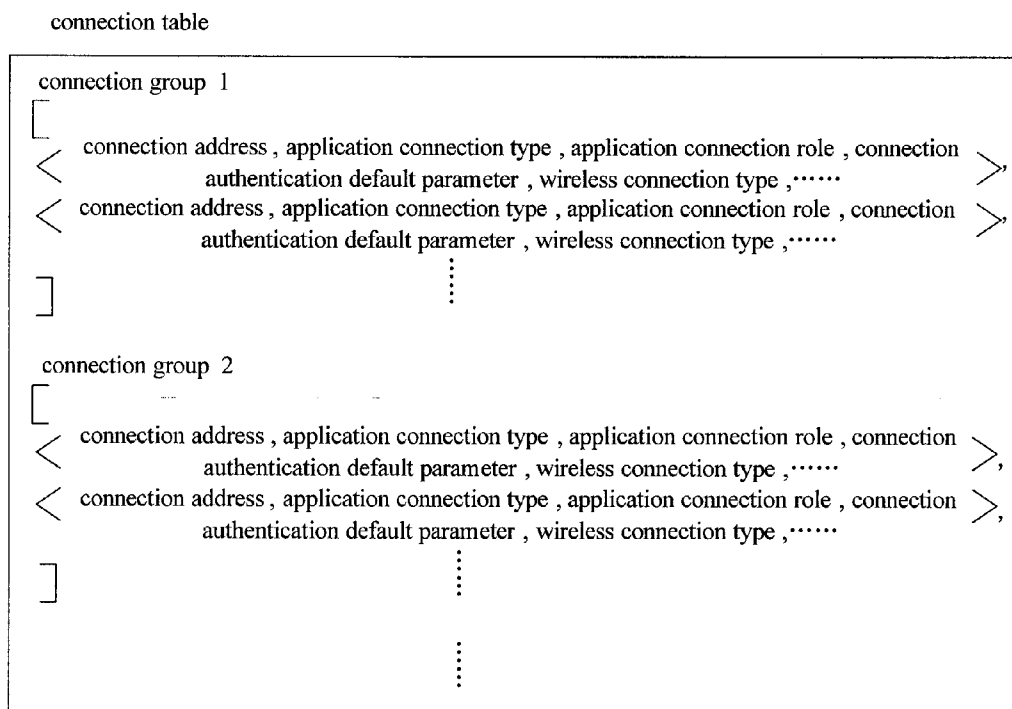 connection table
connection group 1
[
< connection address , application connection type , application connection role , connection
authentication default parameter , wireless connection type ,⋯⋯ >,
< connection address , application connection type , application connection role , connection
authentication default parameter , wireless connection type ,⋯⋯ >,
⋮
]
connection group 2
[
< connection address , application connection type , application connection role , connection
authentication default parameter , wireless connection type ,⋯⋯ >,
< connection address , application connection type , application connection role , connection
authentication default parameter , wireless connection type ,⋯⋯ >,
⋮
]
⋮